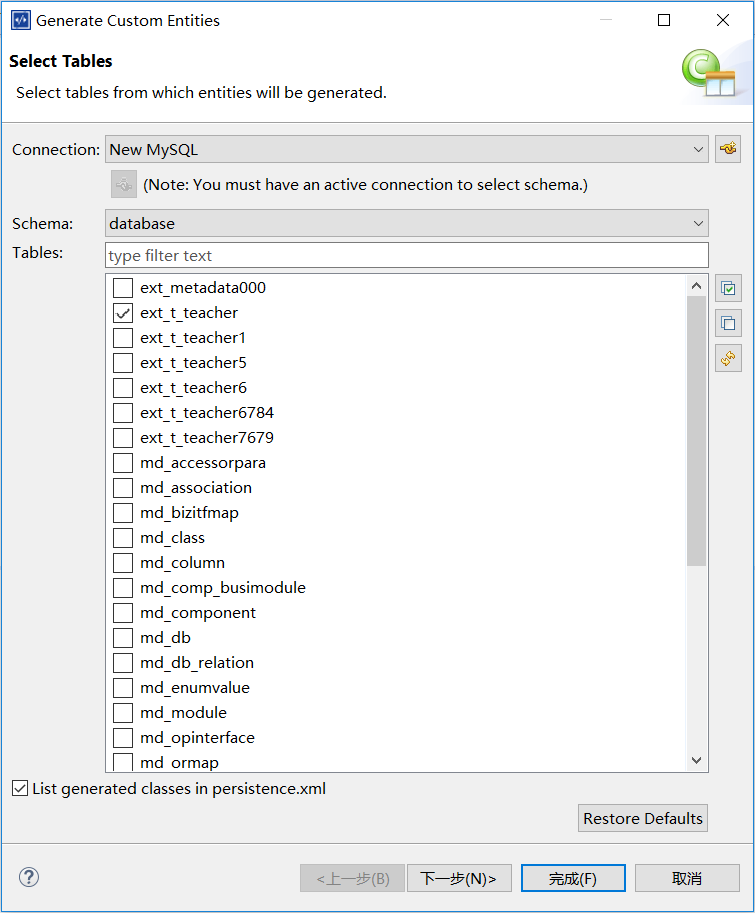 Generate Custom Entities
Select Tables
Select tables from which entities will be generated.
Connection: New MySQL
(Note: You must have an active connection to select schema.)
Schema: database
Tables: type filter text
ext_metadata000
ext_t_teacher
ext_t_teacher1
ext_t_teacher5
ext_t_teacher6
ext_t_teacher6784
ext_t_teacher7679
md_accessorpara
md_association
md_bizitfmap
md_class
md_column
md_comp_busimodule
md_component
md_db
md_db_relation
md_enumvalue
md_module
md_opinterface
md_ormap
List generated classes in persistence.xml
Restore Defaults
<上一步(B) 下一步(N)> 完成(F) 取消